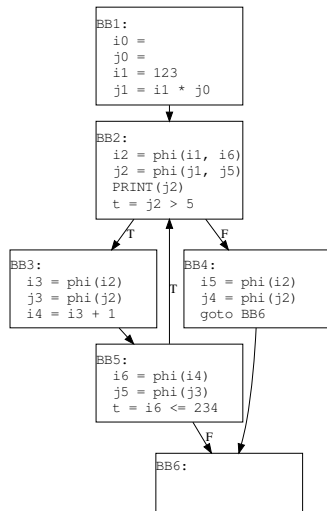 BB1:
i0 =
j0 =
i1 = 123
j1 = i1 * j0
BB2:
i2 = phi(i1, i6)
j2 = phi(j1, j5)
PRINT(j2)
t = j2 > 5
T
F
BB3:
i3 = phi(i2)
j3 = phi(j2)
i4 = i3 + 1
T
BB4:
i5 = phi(i2)
j4 = phi(j2)
goto BB6
BB5:
i6 = phi(i4)
j5 = phi(j3)
t = i6 <= 234
F
BB6: